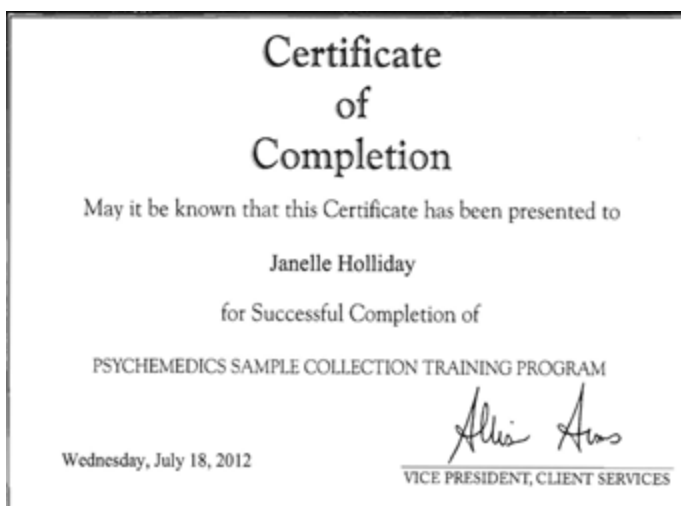 Certificate
of
Completion
May it be known that this Certificate has been presented to
Janelle Holliday
for Successful Completion of
PSYCHEMEDICS SAMPLE COLLECTION TRAINING PROGRAM
Wednesday, July 18, 2012
VICE PRESIDENT, CLIENT SERVICES